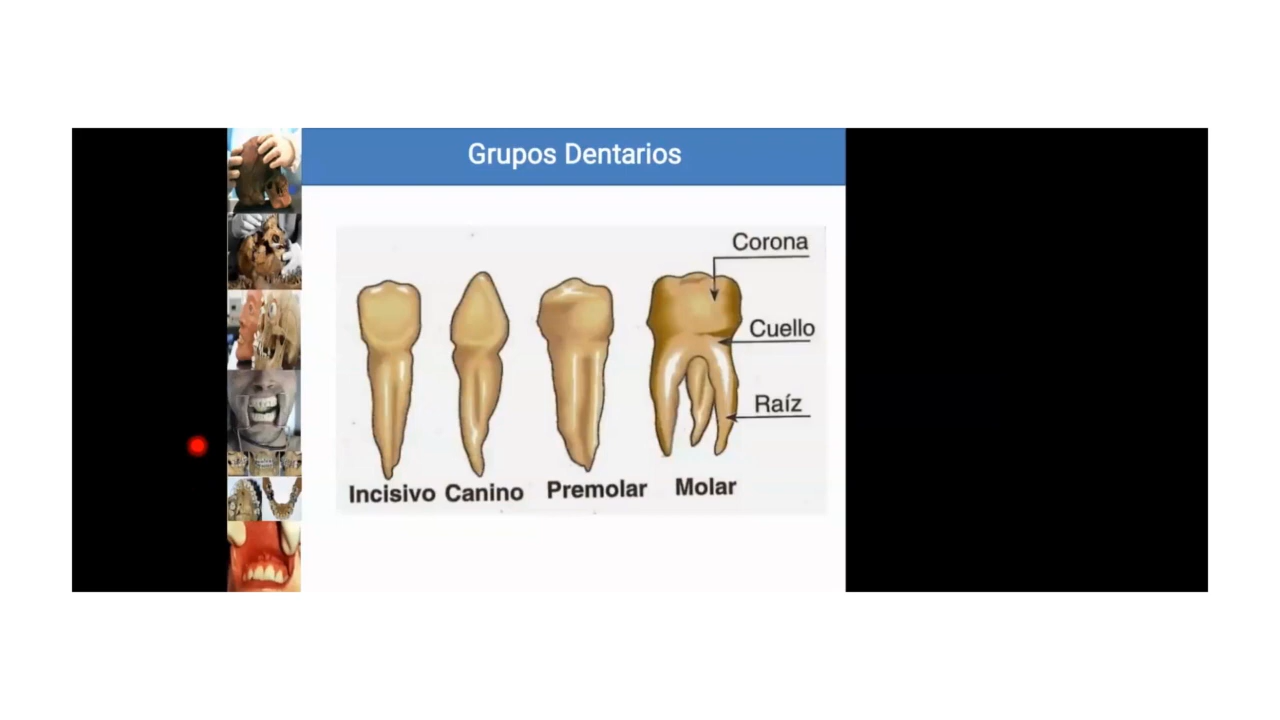 Grupos Dentarios
Corona
Cuello
Raíz
Incisivo Canino Premolar Molar